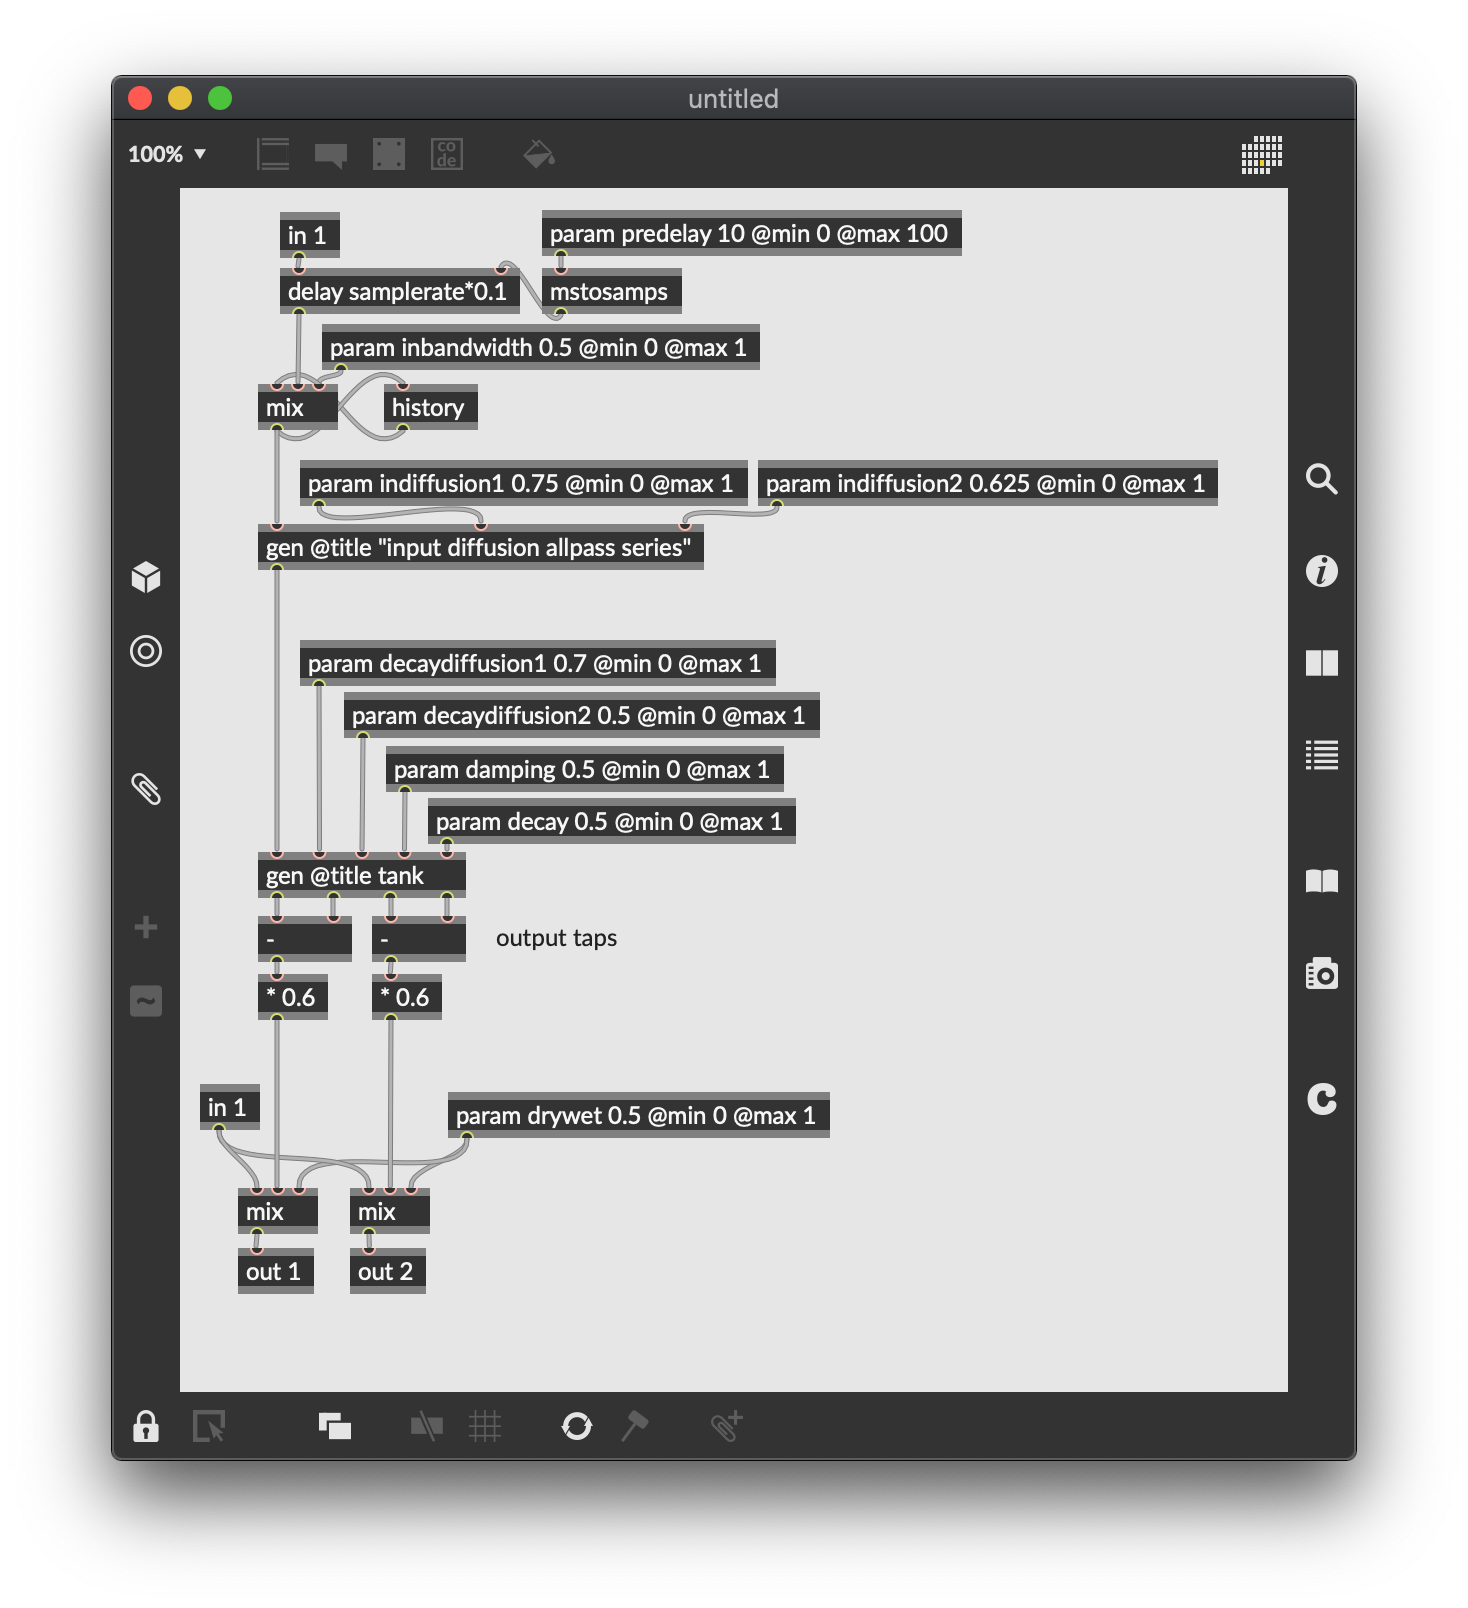 untitled
100%
co
de
in 1
param predelay 10 @min 0 @max 100
delay samplerate*0.1
mstosamps
param inbandwidth 0.5 @min 0 @max 1
mix
history
param indiffusion1 0.75 @min 0 @max 1
param indiffusion2 0.625 @min 0 @max 1
gen @title "input diffusion allpass series"
param decaydiffusion1 0.7 @min 0 @max 1
param decaydiffusion2 0.5 @min 0 @max 1
param damping 0.5 @min 0 @max 1
param decay 0.5 @min 0 @max 1
gen @title tank
-
-
output taps
* 0.6
* 0.6
in 1
param drywet 0.5 @min 0 @max 1
mix
mix
out 1
out 2